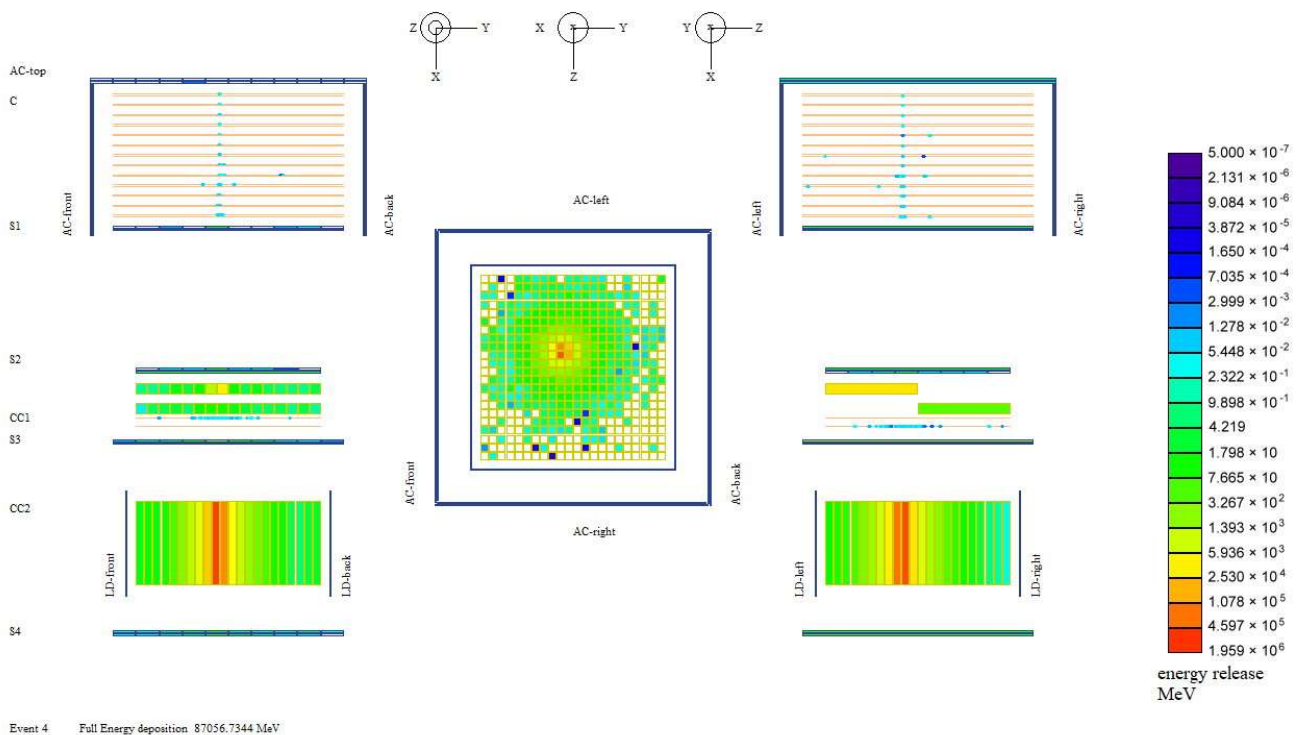 Z Y X
X Y Z
Y Z X
AC-top
C
AC-front
AC-back
S1
AC-left
AC-right
AC-left
AC-front
AC-back
AC-right
S2
CC1
S3
CC2
LD-front
LD-back
LD-left
LD-right
S4
5.000 × 10⁻⁷
2.131 × 10⁻⁶
9.084 × 10⁻⁶
3.872 × 10⁻⁵
1.650 × 10⁻⁴
7.035 × 10⁻⁴
2.999 × 10⁻³
1.278 × 10⁻²
5.448 × 10⁻²
2.322 × 10⁻¹
9.898 × 10⁻¹
4.219
1.798 × 10
7.665 × 10
3.267 × 10²
1.393 × 10³
5.936 × 10³
2.530 × 10⁴
1.078 × 10⁵
4.597 × 10⁵
1.959 × 10⁶
energy release
MeV
Event 4 Full Energy deposition 87056.7344 MeV